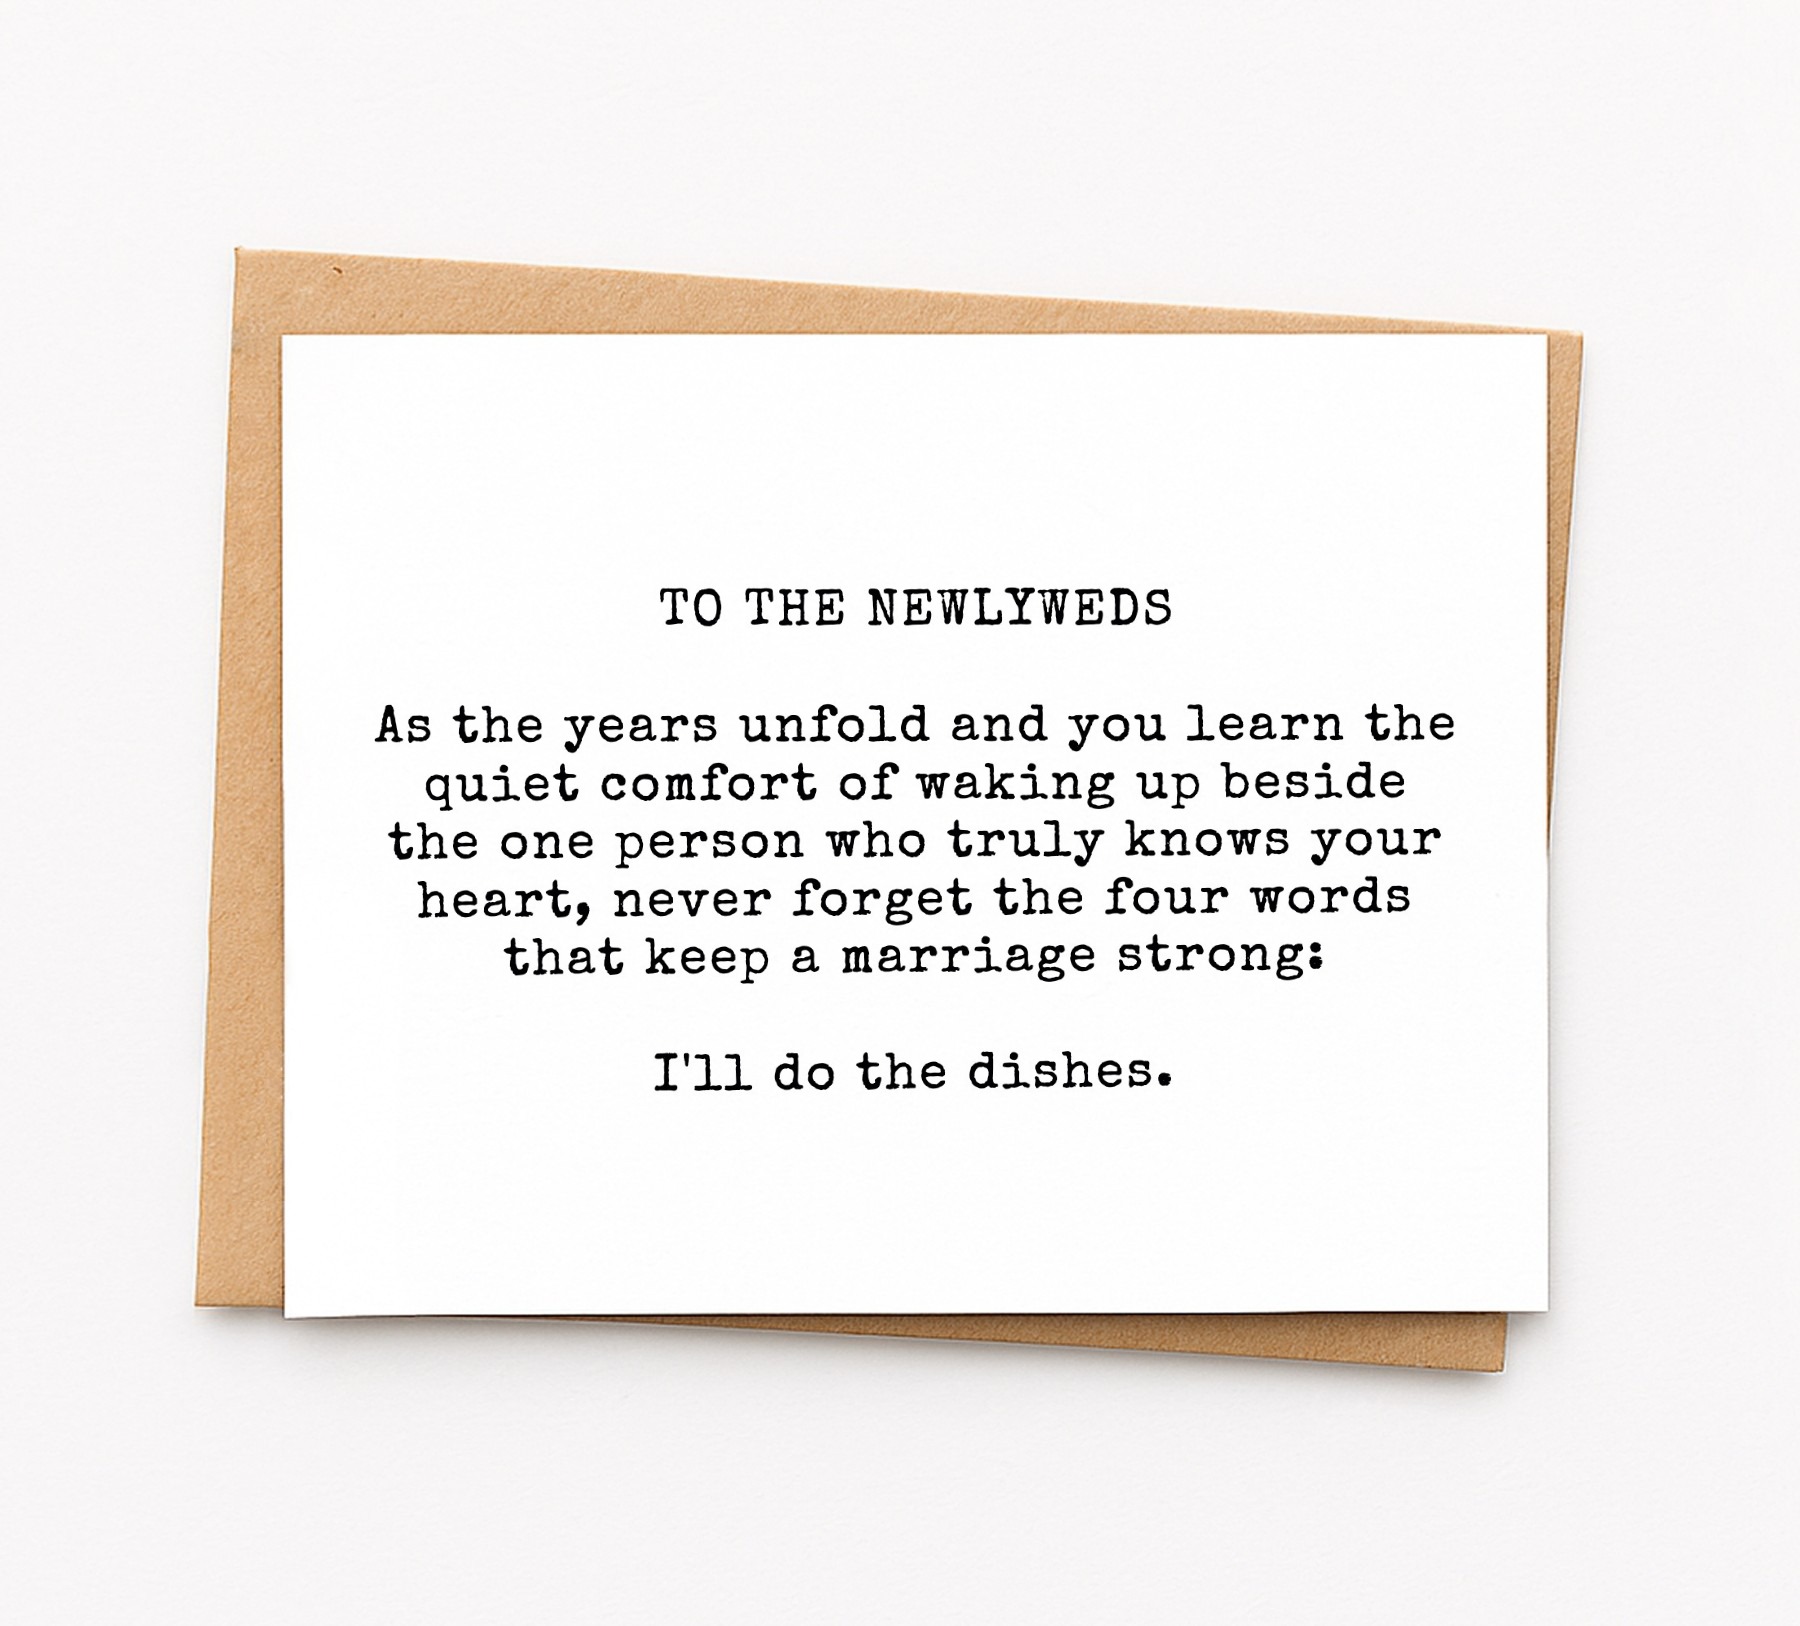 TO THE NEWLYWEDS
As the years unfold and you learn the
quiet comfort of waking up beside
the one person who truly knows your
heart, never forget the four words
that keep a marriage strong:
I'll do the dishes.